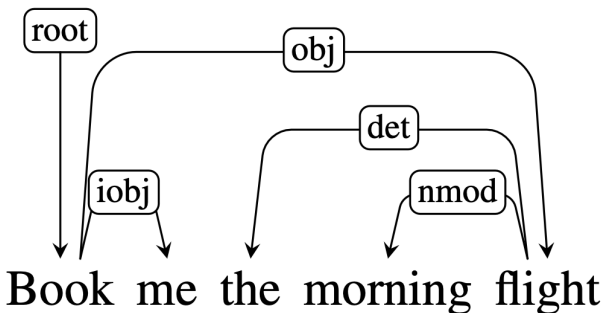 root
obj
det
iobj
nmod
Book me the morning flight